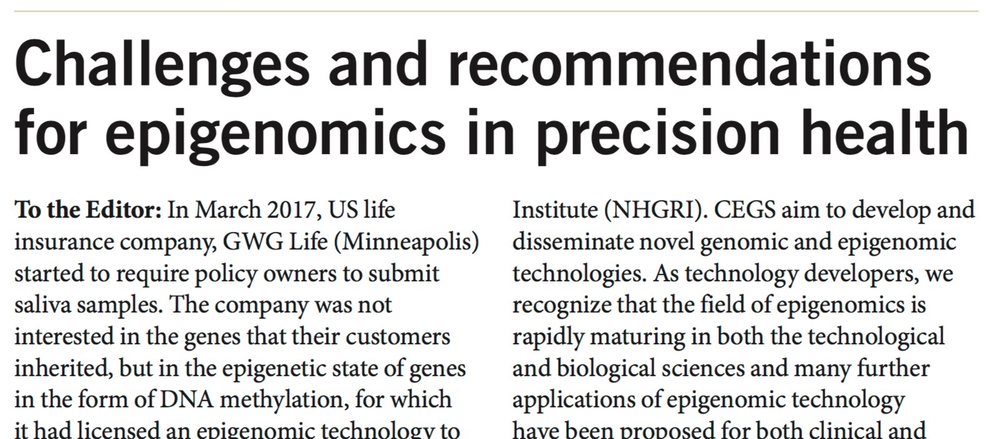 Challenges and recommendations
for epigenomics in precision health
To the Editor: In March 2017, US life
insurance company, GWG Life (Minneapolis)
started to require policy owners to submit
saliva samples. The company was not
interested in the genes that their customers
inherited, but in the epigenetic state of genes
in the form of DNA methylation, for which
it had licensed an epigenomic technology to
Institute (NHGRI). CEGS aim to develop and
disseminate novel genomic and epigenomic
technologies. As technology developers, we
recognize that the field of epigenomics is
rapidly maturing in both the technological
and biological sciences and many further
applications of epigenomic technology
have been proposed for both clinical and